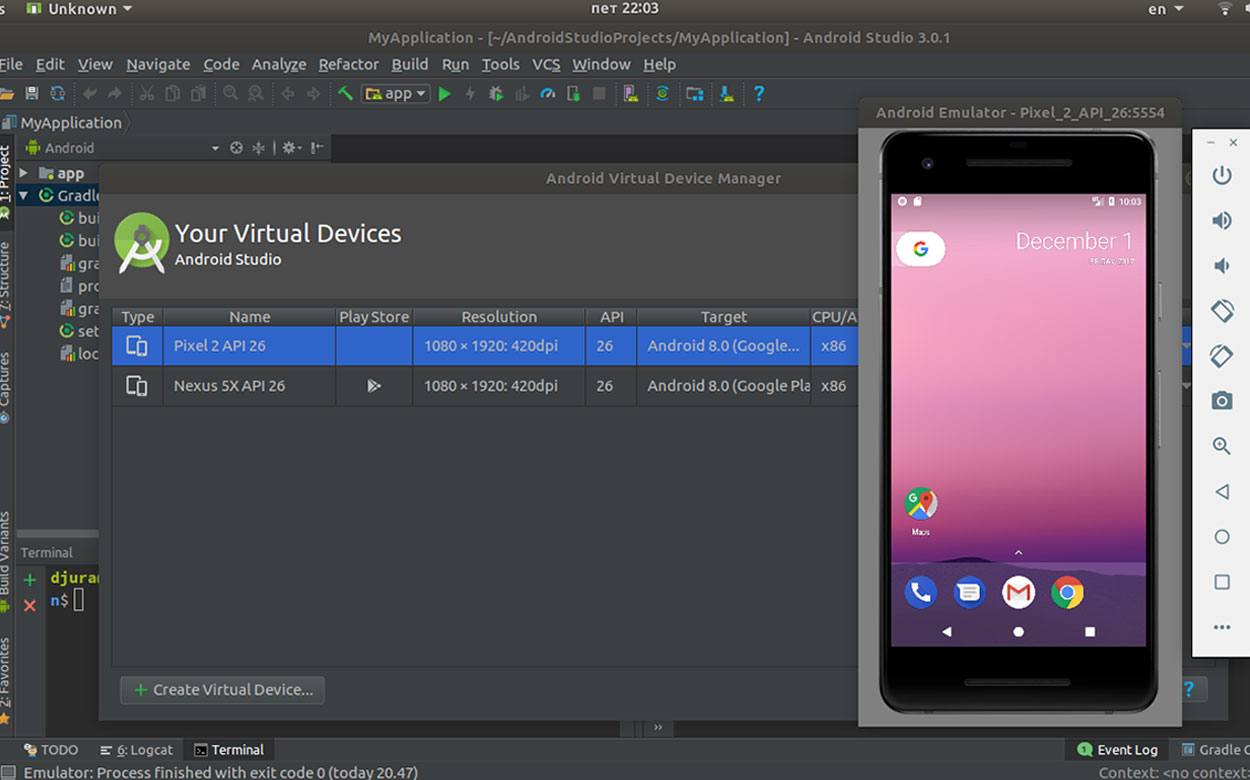 s Unknown пет 22:03 en
MyApplication - [~/AndroidStudioProjects/MyApplication] - Android Studio 3.0.1
File Edit View Navigate Code Analyze Refactor Build Run Tools VCS Window Help
app ?
MyApplication
Android
1: Project
7: Structure
Captures
Build Variants
2: Favorites
app
Gradle
bui
bui
gra
pro
gra
set
loc
Android Virtual Device Manager
Your Virtual Devices
Android Studio
Type Name Play Store Resolution API Target CPU/A
Pixel 2 API 26 1080 × 1920: 420dpi 26 Android 8.0 (Google... x86
Nexus 5X API 26 1080 × 1920: 420dpi 26 Android 8.0 (Google Pla x86
+ Create Virtual Device...
?
Android Emulator - Pixel_2_API_26:5554
10:03
G
December 1
Maps
Terminal
djura
n$
TODO 6: Logcat Terminal 1 Event Log Gradle C
Emulator: Process finished with exit code 0 (today 20.47) Context: <no context